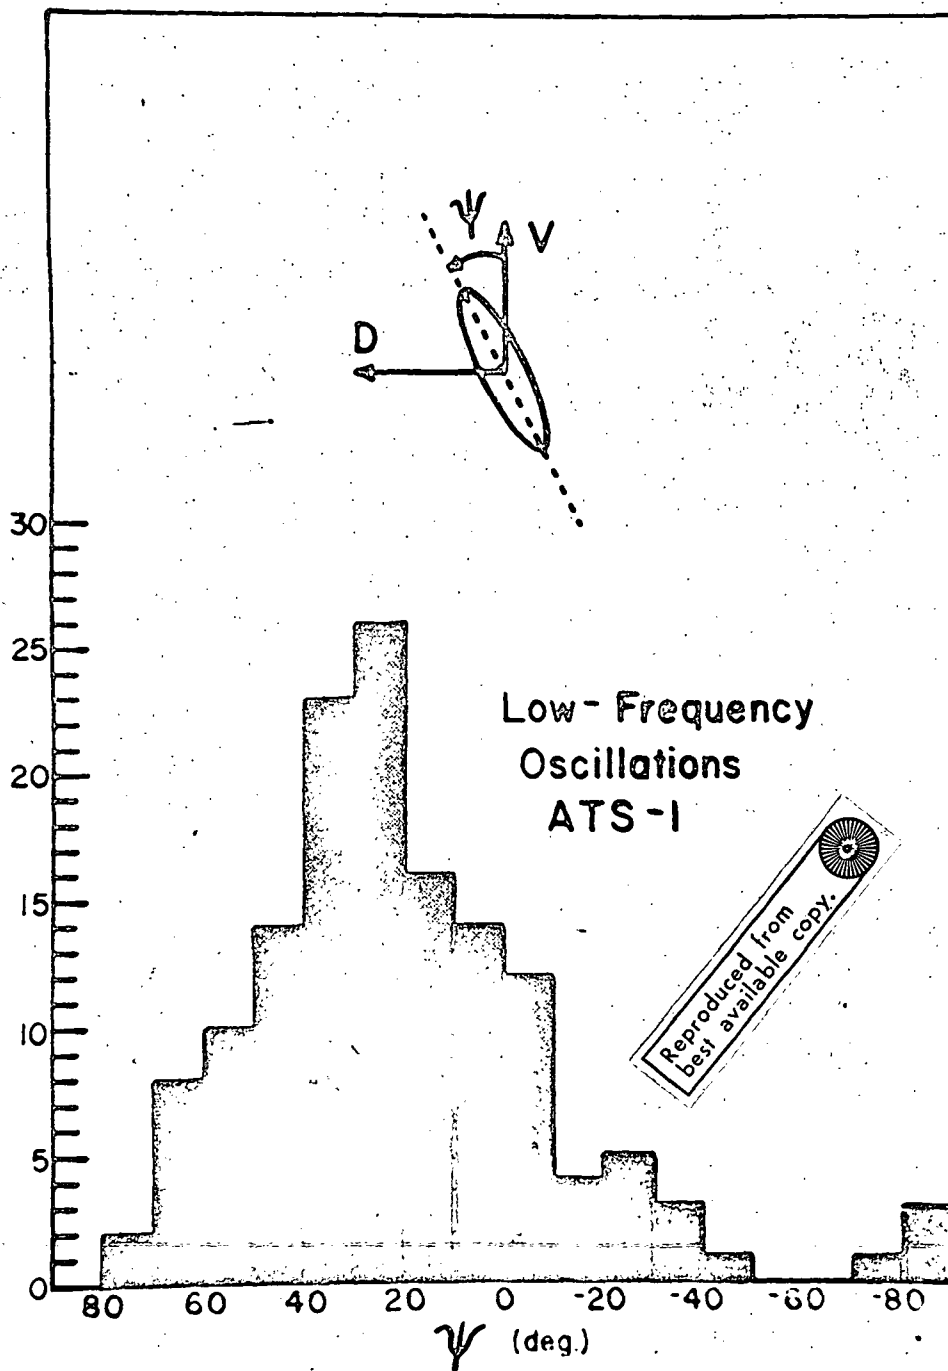 Ψ
V
D
30
25
20
15
10
5
0
Low-Frequency
Oscillations
ATS-1
Reproduced from
best available copy.
80 60 40 20 0 -20 -40 -60 -80
Ψ (deg.)